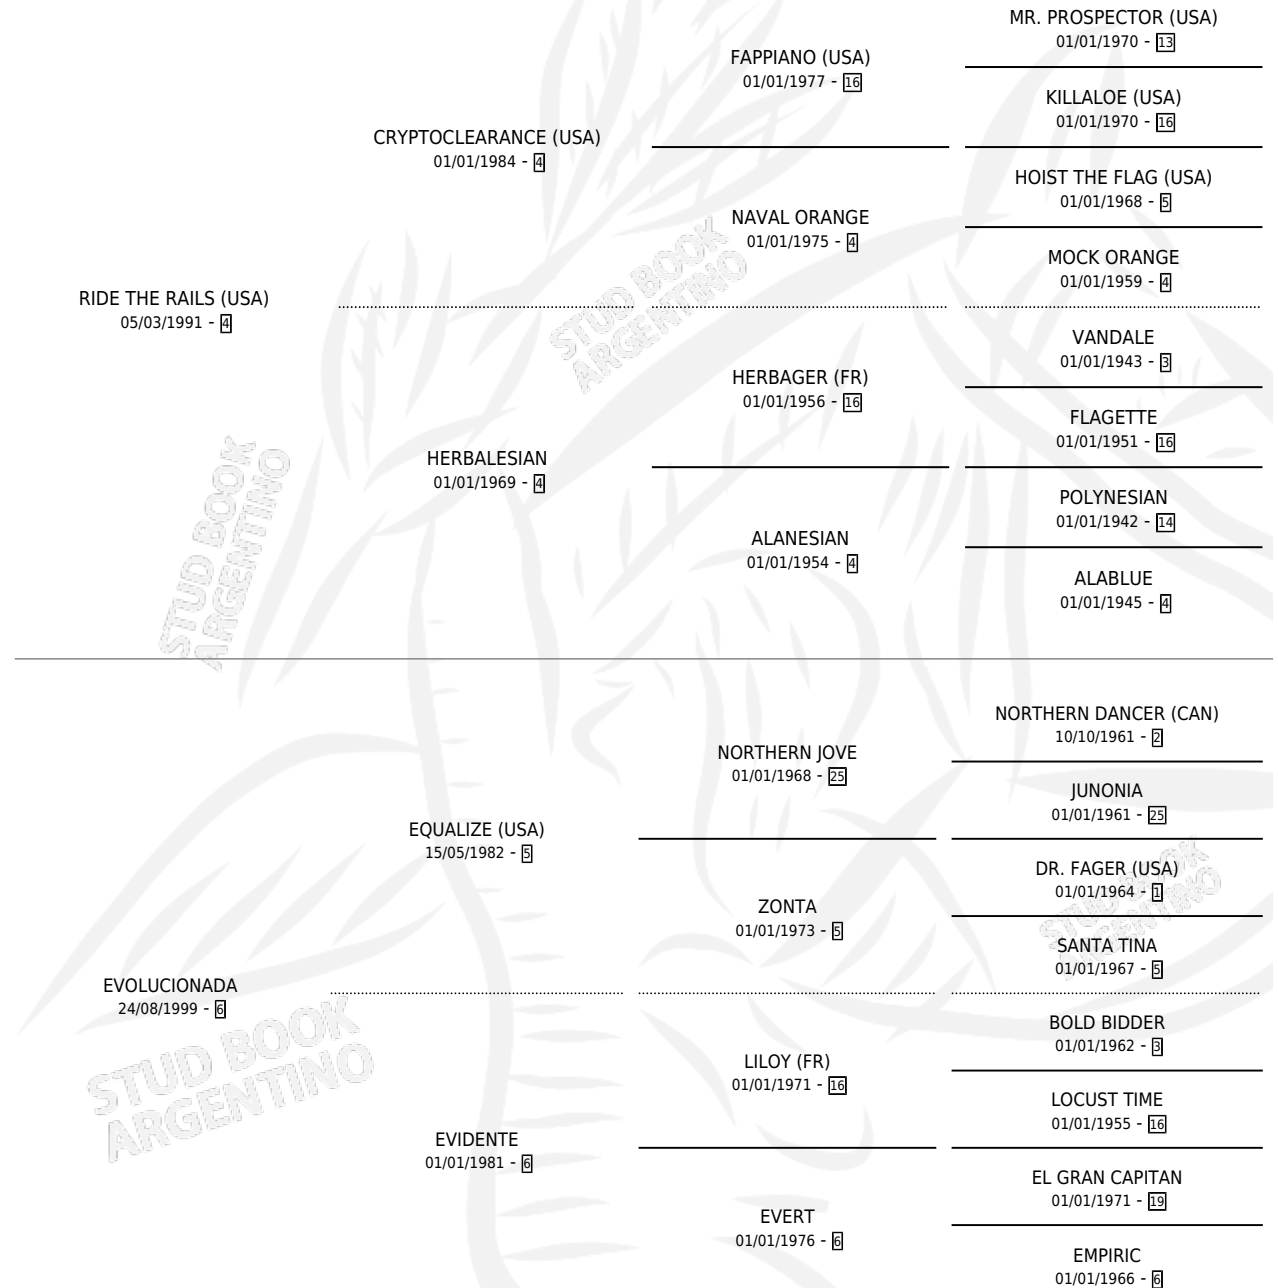 MR. PROSPECTOR (USA)
01/01/1970 - 13
FAPPIANO (USA)
01/01/1977 - 16
KILLALOE (USA)
01/01/1970 - 16
CRYPTOCLEARANCE (USA)
01/01/1984 - 4
HOIST THE FLAG (USA)
01/01/1968 - 5
NAVAL ORANGE
01/01/1975 - 4
MOCK ORANGE
01/01/1959 - 4
RIDE THE RAILS (USA)
05/03/1991 - 4
STUD BOOK
ARGENTINO
VANDALE
01/01/1943 - 3
HERBAGER (FR)
01/01/1956 - 16
FLAGETTE
01/01/1951 - 16
HERBALESIAN
01/01/1969 - 4
POLYNESIAN
01/01/1942 - 14
ALANESIAN
01/01/1954 - 4
ALABLUE
01/01/1945 - 4
STUD BOOK
ARGENTINO
NORTHERN DANCER (CAN)
10/10/1961 - 2
NORTHERN JOVE
01/01/1968 - 25
JUNONIA
01/01/1961 - 25
EQUALIZE (USA)
15/05/1982 - 5
DR. FAGER (USA)
01/01/1964 - 1
ZONTA
01/01/1973 - 5
STUD BOOK
ARGENTINO
SANTA TINA
01/01/1967 - 5
EVOLUCIONADA
24/08/1999 - 6
STUD BOOK
ARGENTINO
BOLD BIDDER
01/01/1962 - 3
LILOY (FR)
01/01/1971 - 16
LOCUST TIME
01/01/1955 - 16
EVIDENTE
01/01/1981 - 6
EL GRAN CAPITAN
01/01/1971 - 19
EVERT
01/01/1976 - 6
EMPIRIC
01/01/1966 - 6